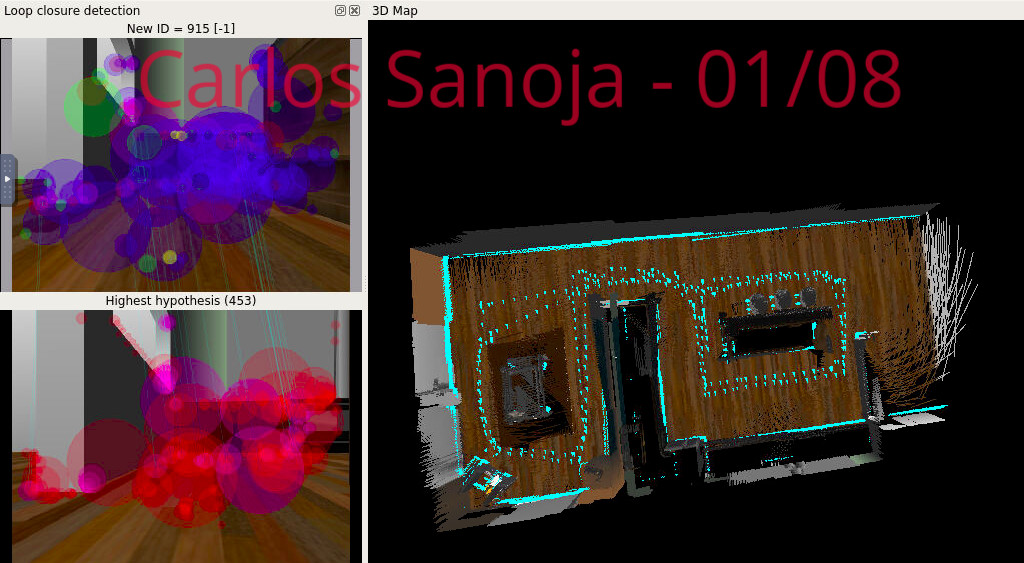 Loop closure detection
New ID = 915 [-1]
Highest hypothesis (453)
3D Map
Carlos Sanoja - 01/08